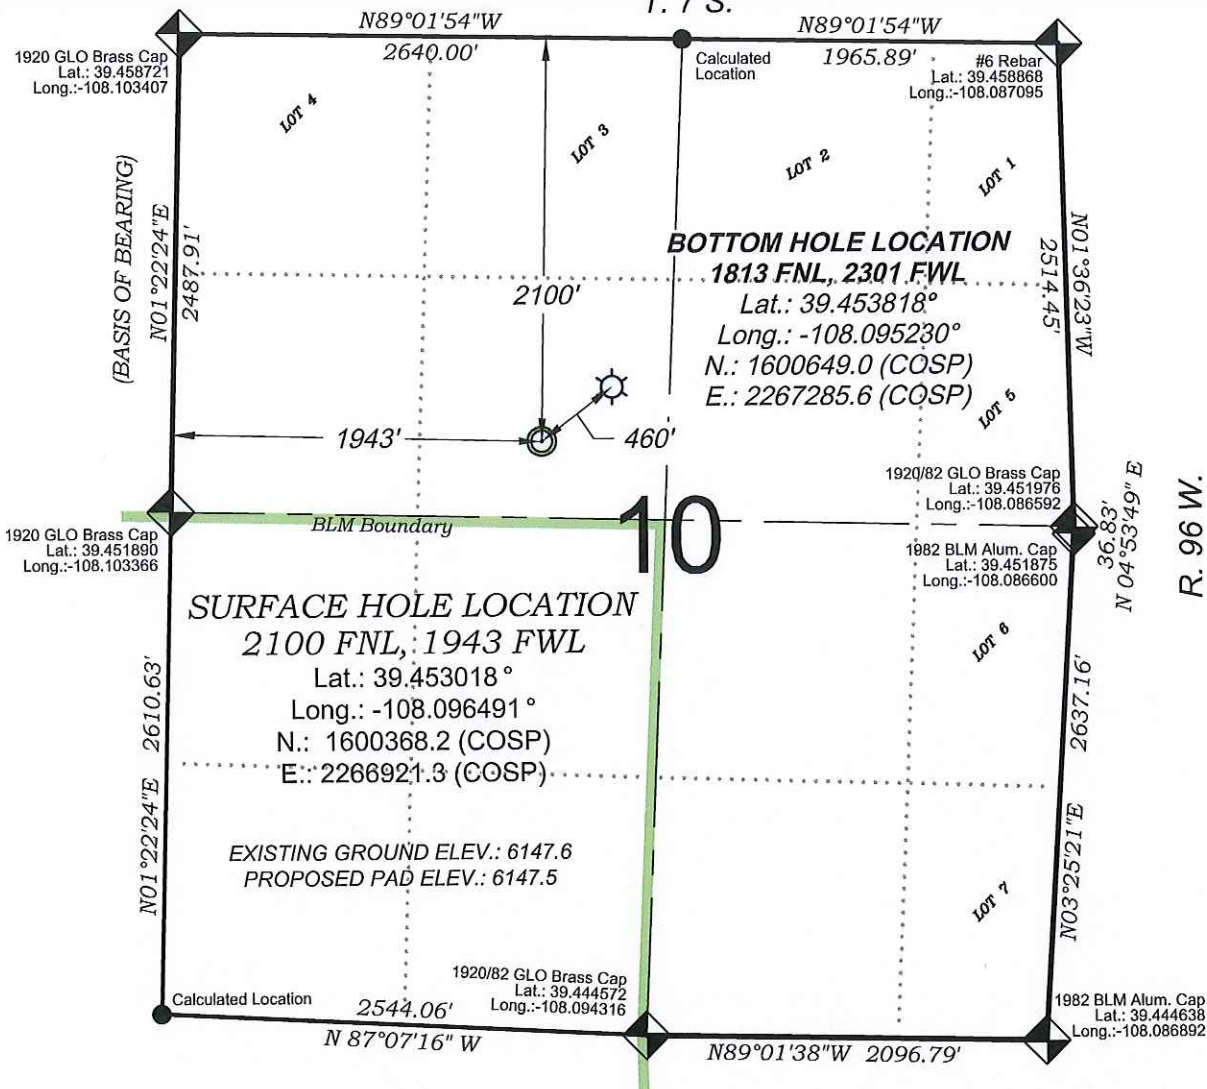 T. 7 S.
N89°01'54"W
2640.00'
N89°01'54"W
1965.89'
1920 GLO Brass Cap
Lat.: 39.458721
Long.:-108.103407
Calculated
Location
#6 Rebar
Lat.: 39.458868
Long.:-108.087095
LOT 4
LOT 3
LOT 2
LOT 1
(BASIS OF BEARING)
N01°22'24"E
2487.91'
BOTTOM HOLE LOCATION
1813 FNL, 2301 FWL
Lat.: 39.453818°
Long.: -108.095230°
N.: 1600649.0 (COSP)
E.: 2267285.6 (COSP)
N01°36'23"W
2514.45'
2100'
LOT 5
1943'
460'
1920/82 GLO Brass Cap
Lat.: 39.451976
Long.:-108.086592
BLM Boundary
10
1920 GLO Brass Cap
Lat.: 39.451890
Long.:-108.103366
1982 BLM Alum. Cap
Lat.: 39.451875
Long.:-108.086600
36.83'
N 04°53'49" E
R. 96 W.
SURFACE HOLE LOCATION
2100 FNL, 1943 FWL
Lat.: 39.453018°
Long.: -108.096491°
N.: 1600368.2 (COSP)
E.: 2266921.3 (COSP)
LOT 6
N01°22'24"E 2610.63'
2637.16'
N03°25'21"E
EXISTING GROUND ELEV.: 6147.6
PROPOSED PAD ELEV.: 6147.5
LOT 7
1920/82 GLO Brass Cap
Lat.: 39.444572
Long.:-108.094316
Calculated Location
2544.06'
N 87°07'16" W
1982 BLM Alum. Cap
Lat.: 39.444638
Long.:-108.086892
N89°01'38"W 2096.79'